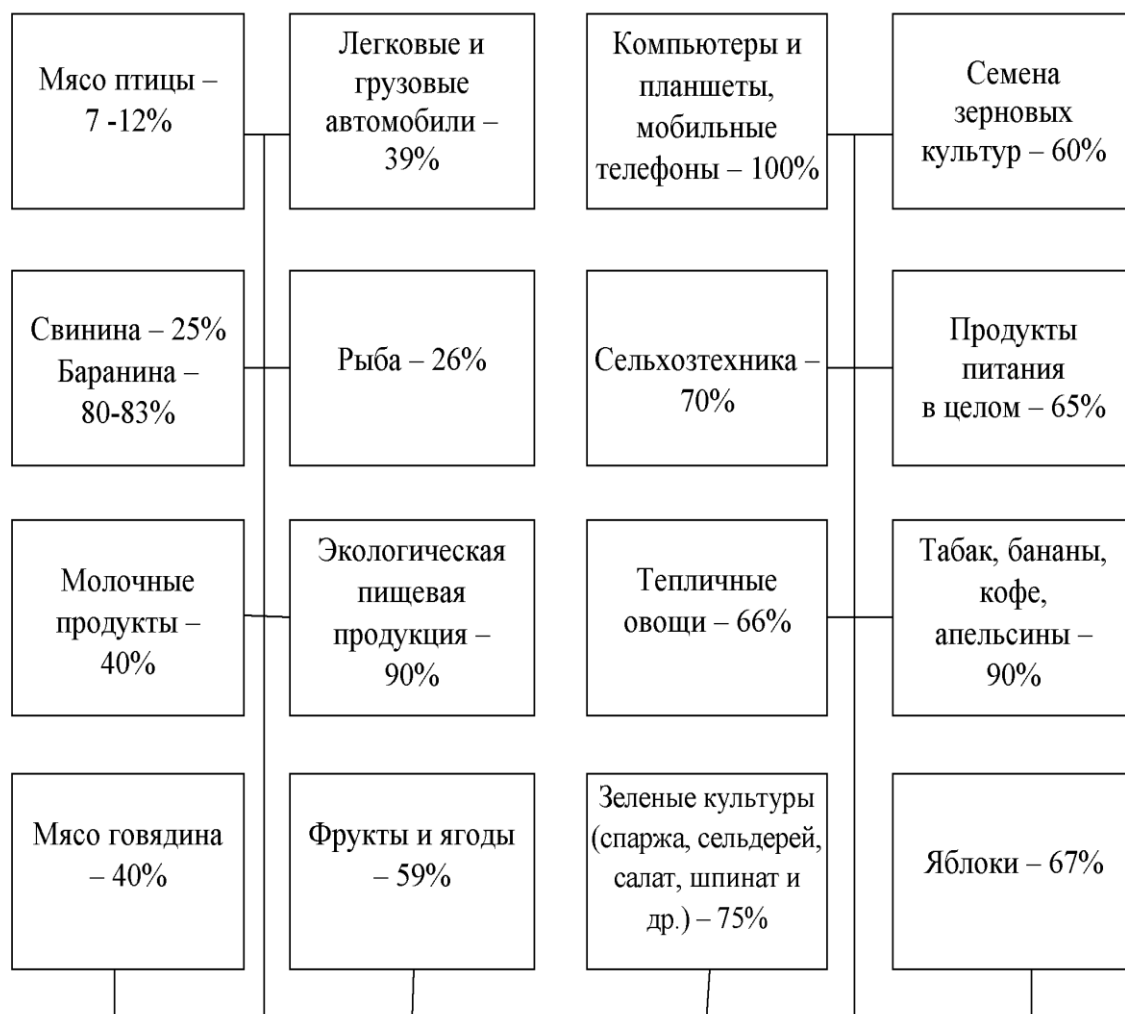 Мясо птицы –
7 -12%
Легковые и
грузовые
автомобили –
39%
Компьютеры и
планшеты,
мобильные
телефоны – 100%
Семена
зерновых
культур – 60%
Свинина – 25%
Баранина –
80-83%
Рыба – 26%
Сельхозтехника –
70%
Продукты
питания
в целом – 65%
Молочные
продукты –
40%
Экологическая
пищевая
продукция –
90%
Тепличные
овощи – 66%
Табак, бананы,
кофе,
апельсины –
90%
Мясо говядина
– 40%
Фрукты и ягоды
– 59%
Зеленые культуры
(спаржа, сельдерей,
салат, шпинат и
др.) – 75%
Яблоки – 67%